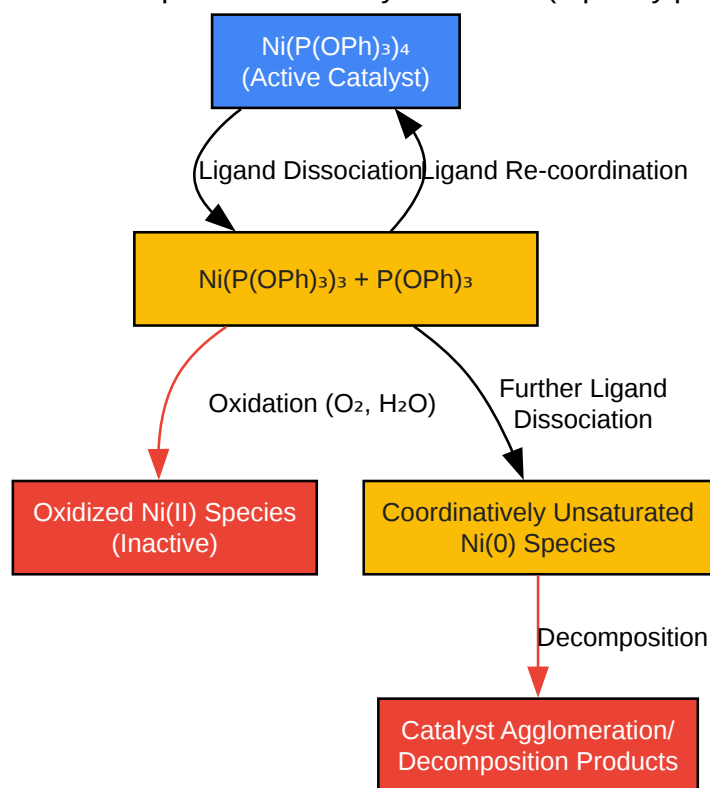 Ni(P(OPh)₃)₄
(Active Catalyst)
Ligand Dissociation
Ligand Re-coordination
Ni(P(OPh)₃)₃ + P(OPh)₃
Oxidation (O₂, H₂O)
Further Ligand
Dissociation
Oxidized Ni(II) Species
(Inactive)
Coordinatively Unsaturated
Ni(0) Species
Decomposition
Catalyst Agglomeration/
Decomposition Products